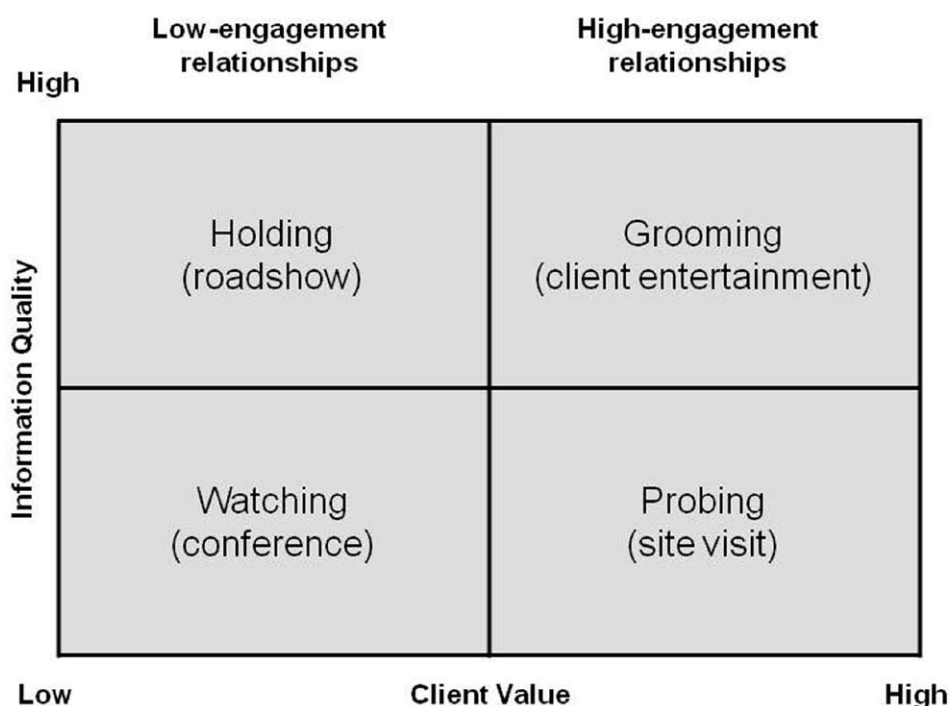 Low-engagement
relationships
High-engagement
relationships
High
Holding
(roadshow)
Grooming
(client entertainment)
Information Quality
Watching
(conference)
Probing
(site visit)
Low
Client Value
High